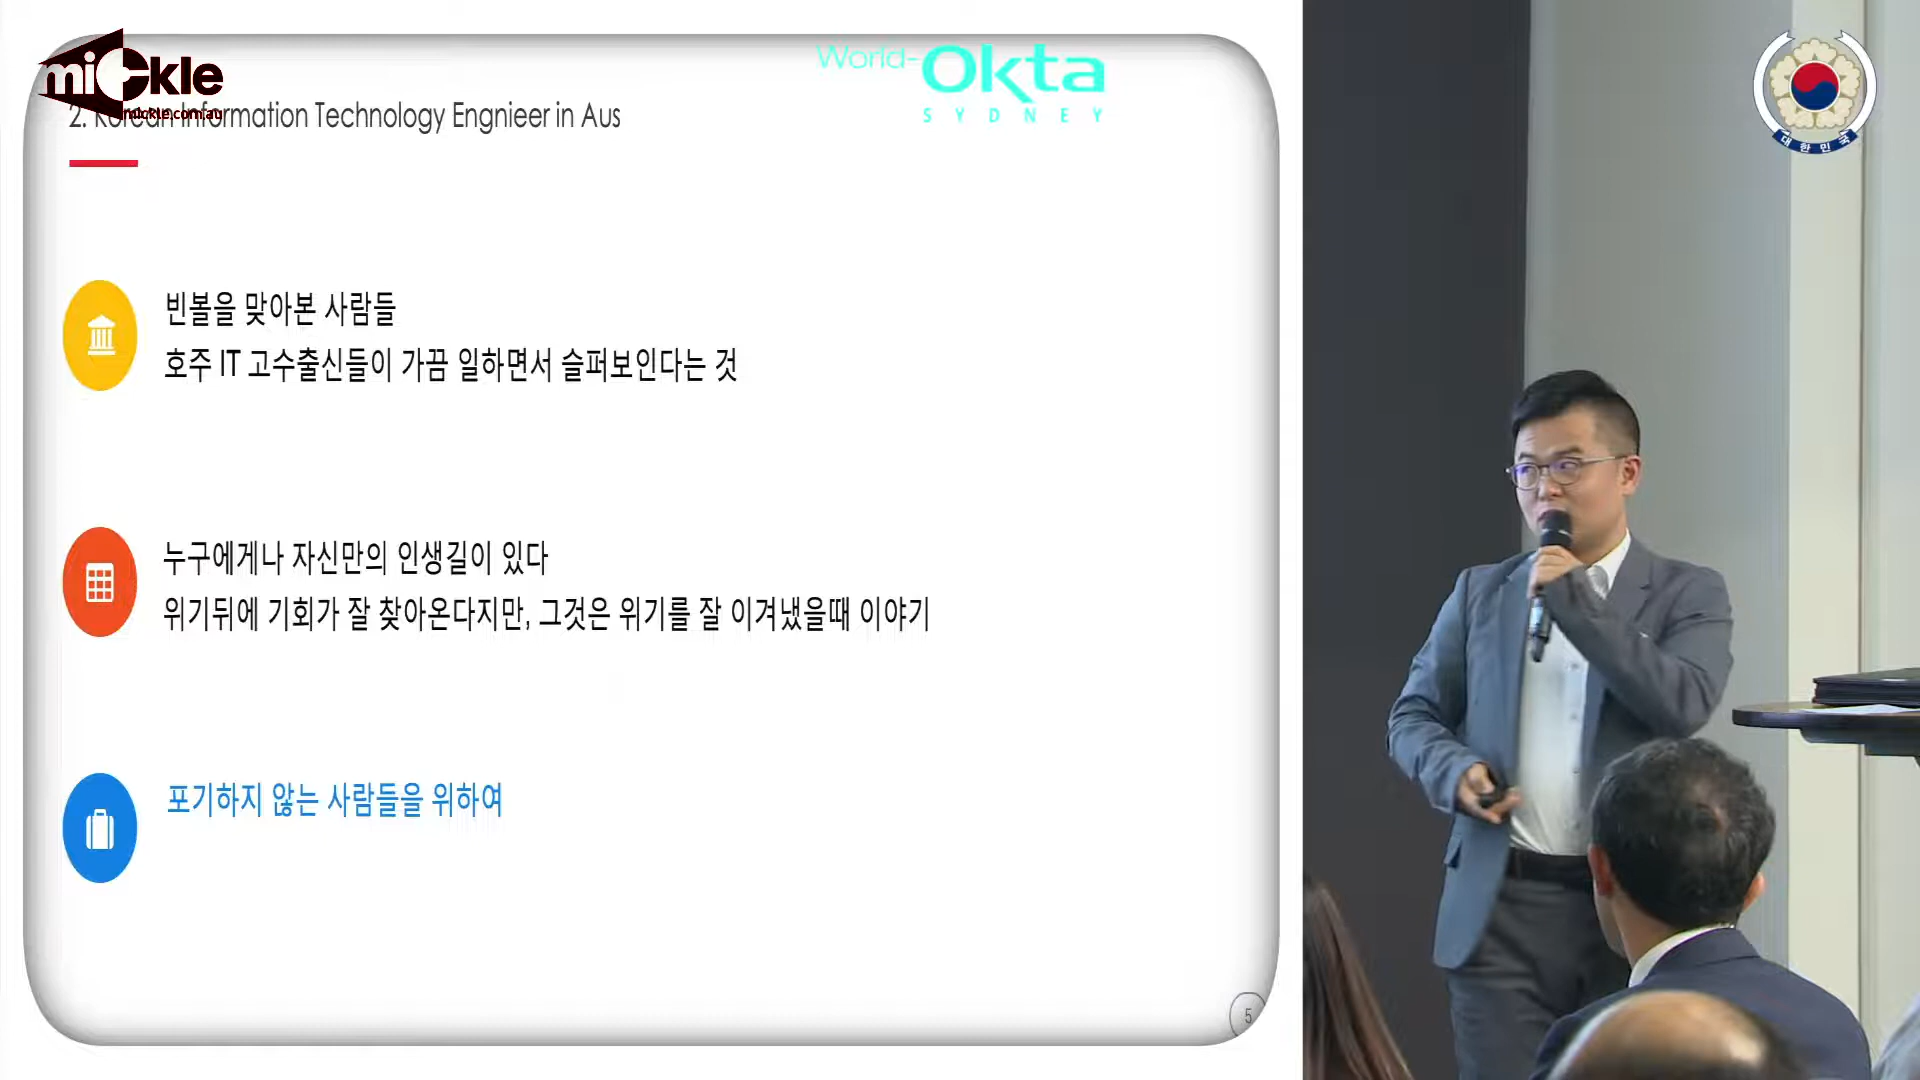 mickle
mickle.com.au
World-Okta
SYDNEY
대한민국
2. Korean Information Technology Engnieer in Aus
빈볼을 맞아본 사람들
호주 IT 고수출신들이 가끔 일하면서 슬퍼보인다는 것
누구에게나 자신만의 인생길이 있다
위기뒤에 기회가 잘 찾아온다지만, 그것은 위기를 잘 이겨냈을때 이야기
포기하지 않는 사람들을 위하여
5